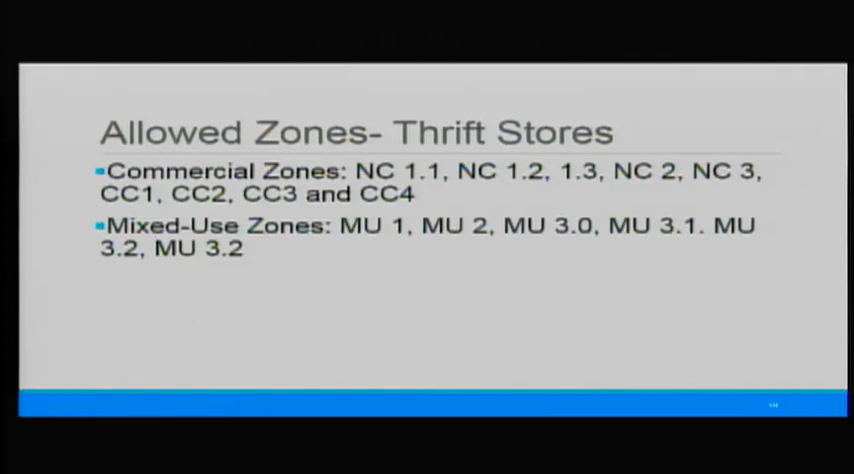 Allowed Zones- Thrift Stores
Commercial Zones: NC 1.1, NC 1.2, 1.3, NC 2, NC 3,
CC1, CC2, CC3 and CC4
Mixed-Use Zones: MU 1, MU 2, MU 3.0, MU 3.1. MU
3.2, MU 3.2